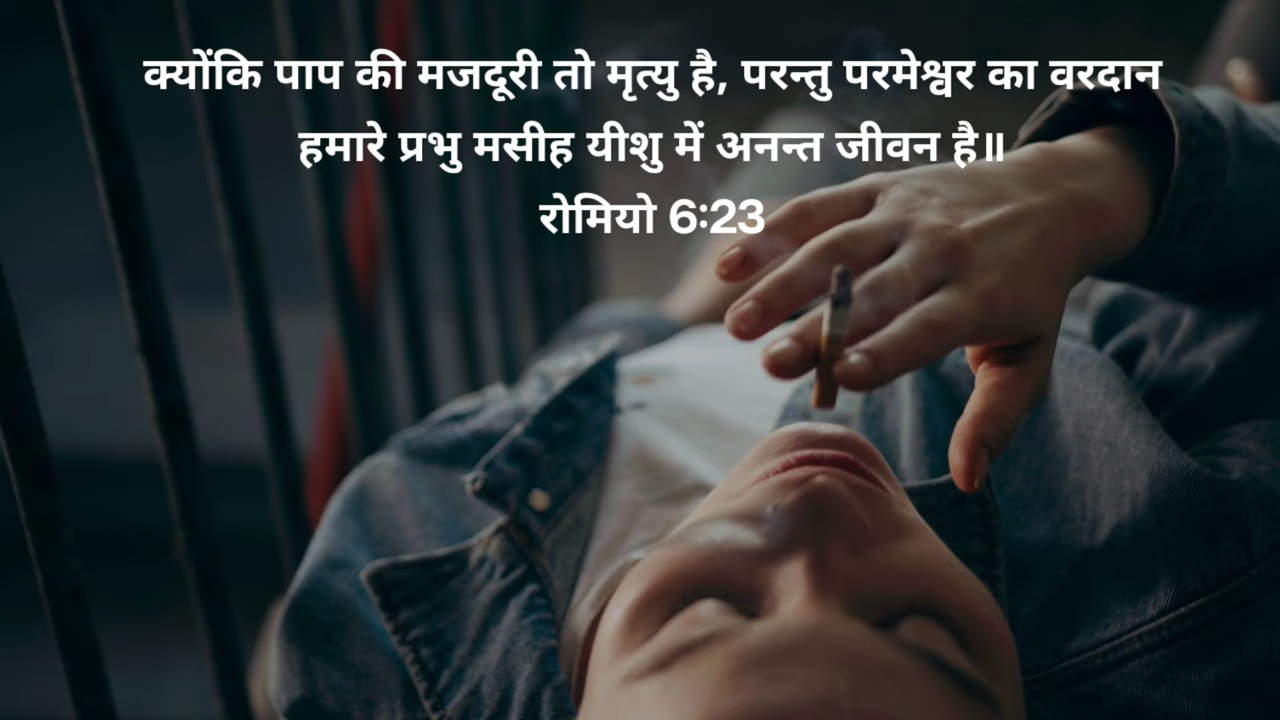 क्योंकि पाप की मजदूरी तो मृत्यु है, परन्तु परमेश्वर का वरदान
हमारे प्रभु मसीह यीशु में अनन्त जीवन है॥
रोमियो 6:23